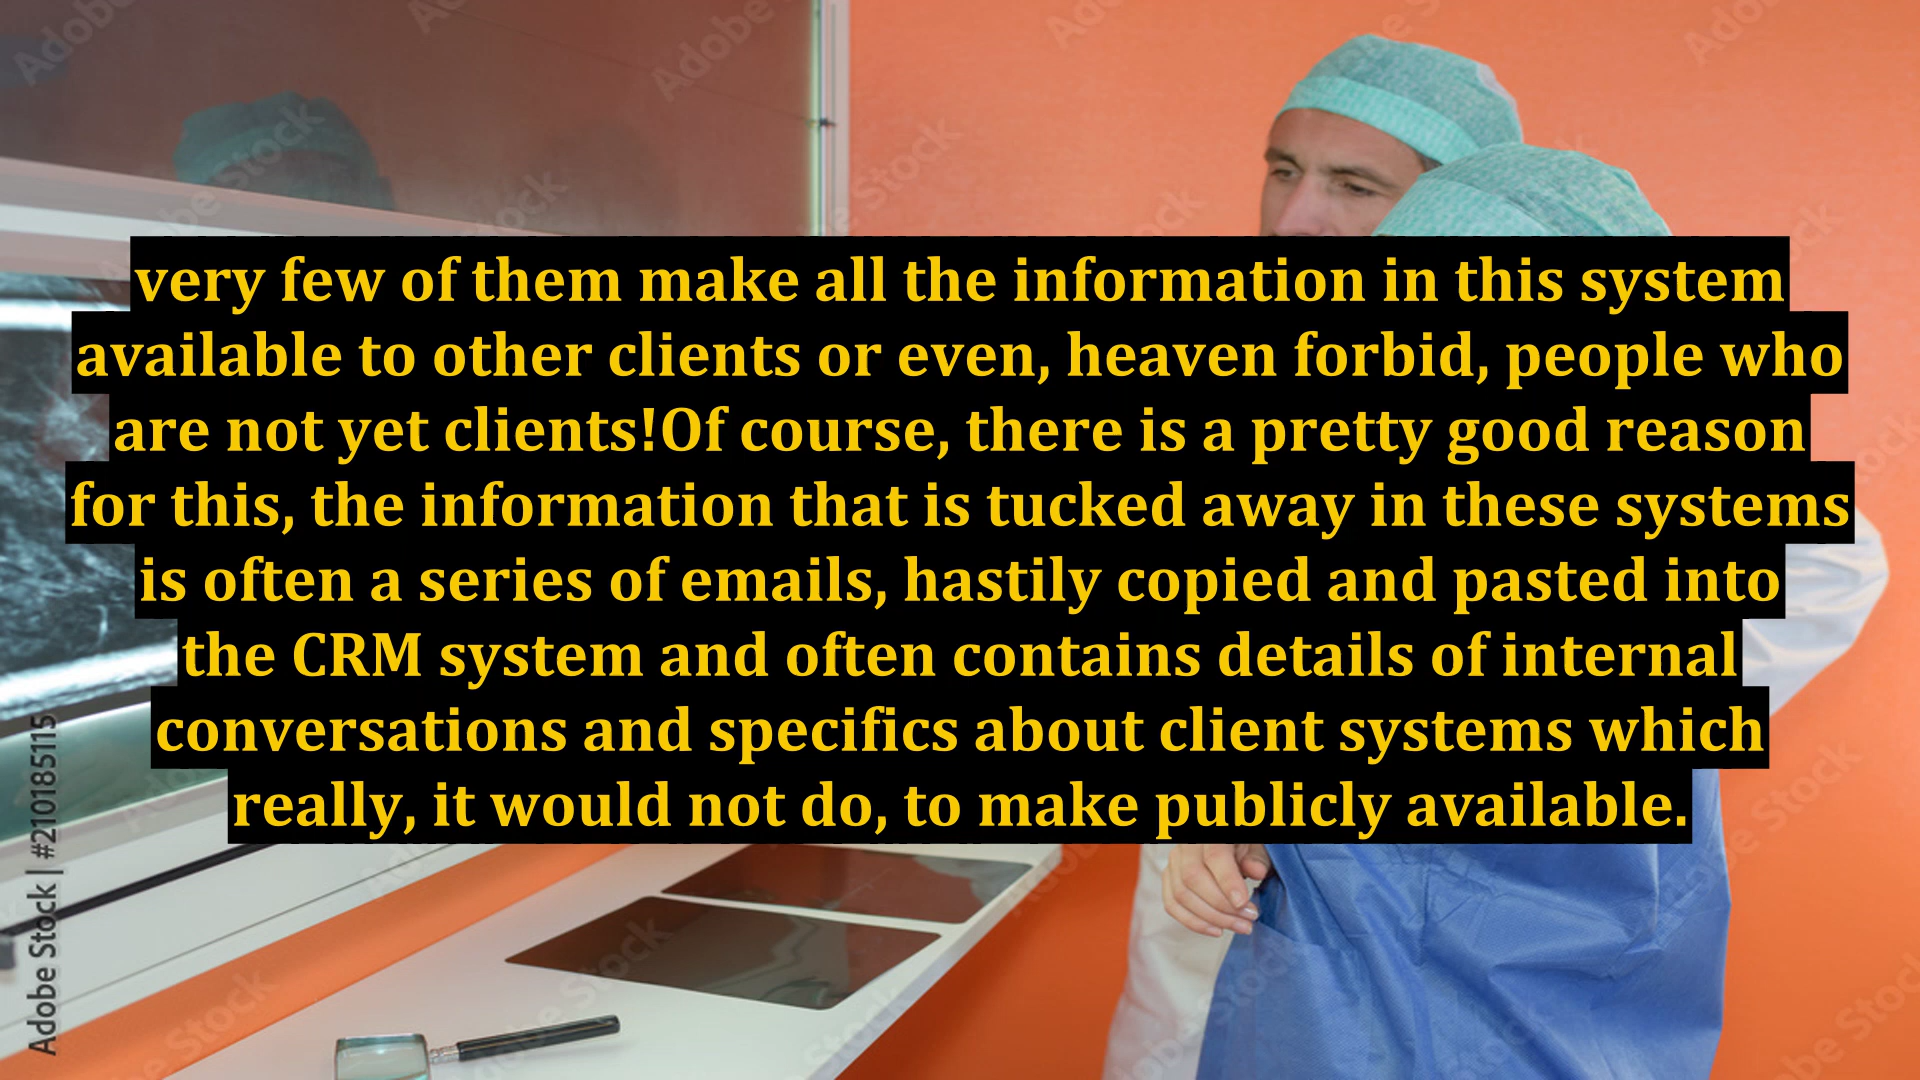 very few of them make all the information in this system
available to other clients or even, heaven forbid, people who
are not yet clients!Of course, there is a pretty good reason
for this, the information that is tucked away in these systems
is often a series of emails, hastily copied and pasted into
the CRM system and often contains details of internal
conversations and specifics about client systems which
really, it would not do, to make publicly available.
Adobe Stock | #210185115